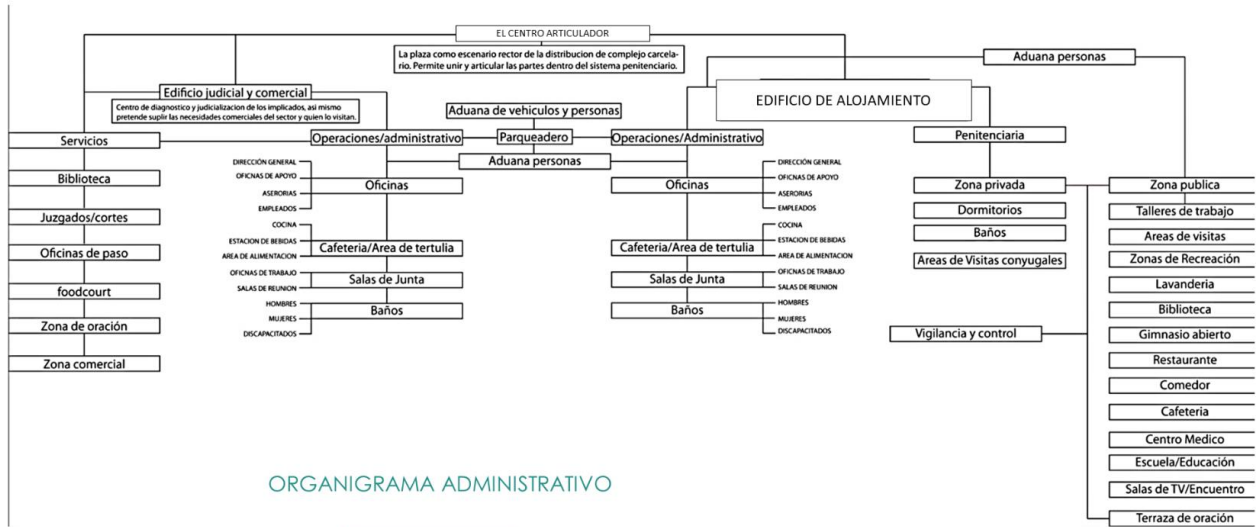 EL CENTRO ARTICULADOR
La plaza como escenario rector de la distribucion de complejo carcela-
rio. Permite unir y articular las partes dentro del sistema penitenciario.
Aduana personas
Edificio judicial y comercial
Centro de diagnostico y judicializacion de los implicados, asi mismo
pretende suplir las necesidades comerciales del sector y quien lo visitan.
Aduana de vehiculos y personas
EDIFICIO DE ALOJAMIENTO
Servicios
Operaciones/administrativo
Parqueadero
Operaciones/Administrativo
Penitenciaria
Aduana personas
Biblioteca
Juzgados/cortes
Oficinas de paso
foodcourt
Zona de oración
Zona comercial
DIRECCIÓN GENERAL
OFICNAS DE APOYO
ASERORIAS
EMPLEADOS
Oficinas
COCINA
ESTACION DE BEBIDAS
AREA DE ALIMENTACION
Cafeteria/Area de tertulia
OFICNAS DE TRABAJO
SALAS DE REUNION
Salas de Junta
HOMBRES
MUJERES
DISCAPACITADOS
Baños
Oficinas
DIRECCIÓN GENERAL
OFICNAS DE APOYO
ASERORIAS
EMPLEADOS
Cafeteria/Area de tertulia
COCINA
ESTACION DE BEBIDAS
AREA DE ALIMENTACION
Salas de Junta
OFICNAS DE TRABAJO
SALAS DE REUNION
Baños
HOMBRES
MUJERES
DISCAPACITADOS
Zona privada
Dormitorios
Baños
Areas de Visitas conyugales
Vigilancia y control
Zona publica
Talleres de trabajo
Areas de visitas
Zonas de Recreación
Lavanderia
Biblioteca
Gimnasio abierto
Restaurante
Comedor
Cafeteria
Centro Medico
Escuela/Educación
Salas de TV/Encuentro
Terraza de oración
ORGANIGRAMA ADMINISTRATIVO